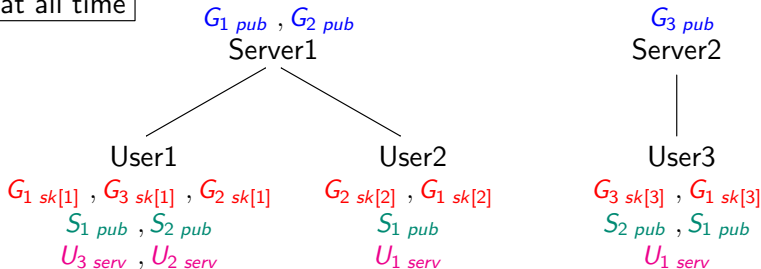 at all time
G1 pub , G2 pub G3 pub
Server1 Server2
User1 User2 User3
G1 sk[1] , G3 sk[1] , G2 sk[1] G2 sk[2] , G1 sk[2] G3 sk[3] , G1 sk[3]
S1 pub , S2 pub S1 pub S2 pub , S1 pub
U3 serv , U2 serv U1 serv U1 serv